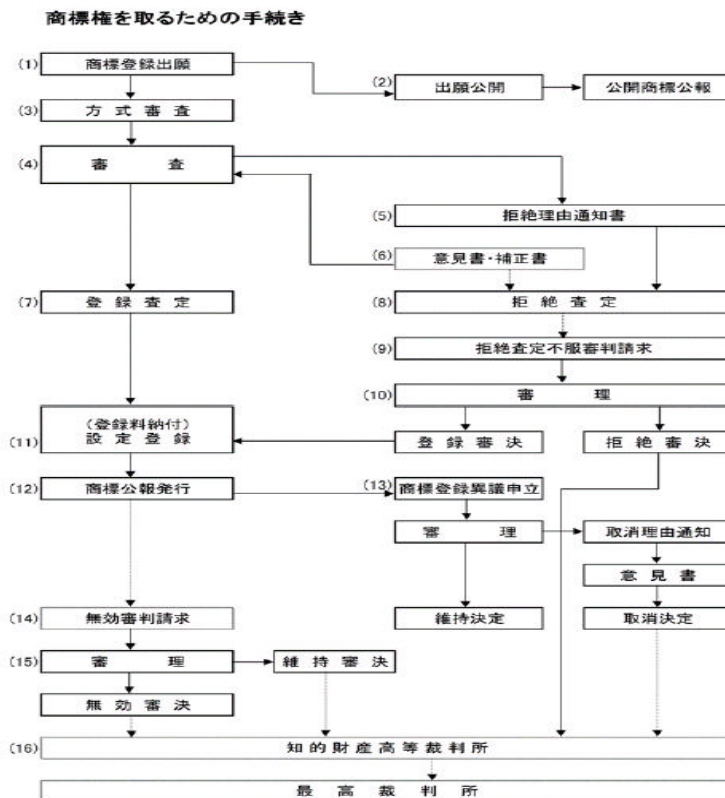 商標権を取るための手続き
(1) 商標登録出願
(2) 出願公開
公開商標公報
(3) 方式審査
(4) 審査
(5) 拒絶理由通知書
(6) 意見書・補正書
(7) 登録査定
(8) 拒絶査定
(9) 拒絶査定不服審判請求
(10) 審理
(11) (登録料納付)
設定登録
登録審決
拒絶審決
(12) 商標公報発行
(13) 商標登録異議申立
審理
取消理由通知
意見書
(14) 無効審判請求
維持決定
取消決定
(15) 審理
維持審決
無効審決
(16) 知的財産高等裁判所
最高裁判所